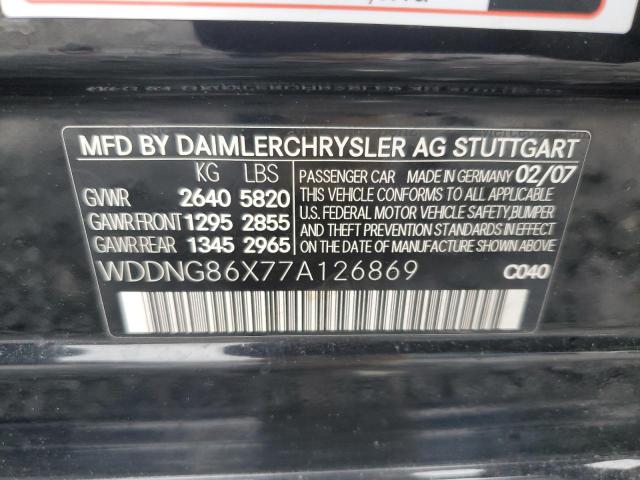 MFD BY DAIMLERCHRYSLER AG STUTTGART
KG LBS
GVWR 2640 5820
GAWR FRONT 1295 2855
GAWR REAR 1345 2965
PASSENGER CAR MADE IN GERMANY 02/07
THIS VEHICLE CONFORMS TO ALL APPLICABLE
U.S. FEDERAL MOTOR VEHICLE SAFETY, BUMPER
AND THEFT PREVENTION STANDARDS IN EFFECT
ON THE DATE OF MANUFACTURE SHOWN ABOVE.
WDDNG86X77A126869
C040